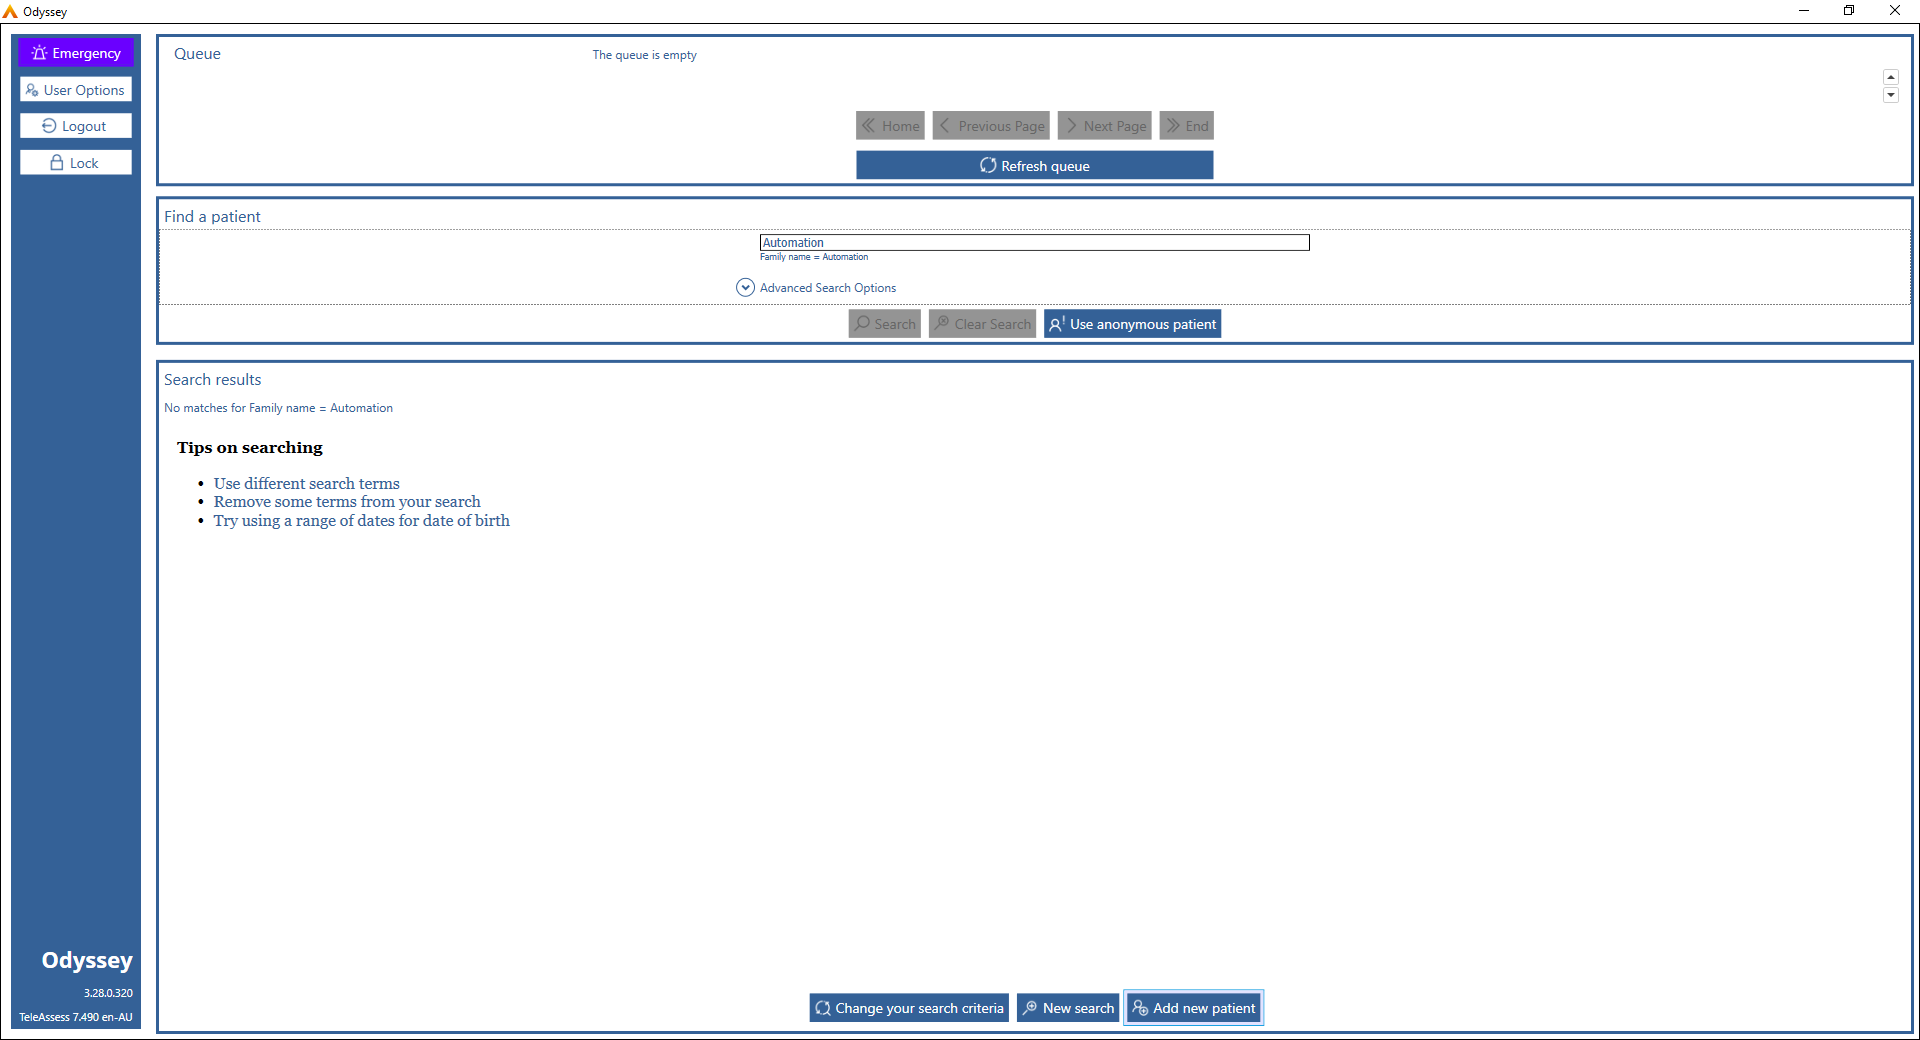 Odyssey
Emergency
User Options
Logout
Lock
Queue
The queue is empty
Home
Previous Page
Next Page
End
Refresh queue
Find a patient
Automation
Family name = Automation
Advanced Search Options
Search
Clear Search
Use anonymous patient
Search results
No matches for Family name = Automation
Tips on searching
• Use different search terms
• Remove some terms from your search
• Try using a range of dates for date of birth
Change your search criteria
New search
Add new patient
Odyssey
3.28.0.320
TeleAssess 7.490 en-AU